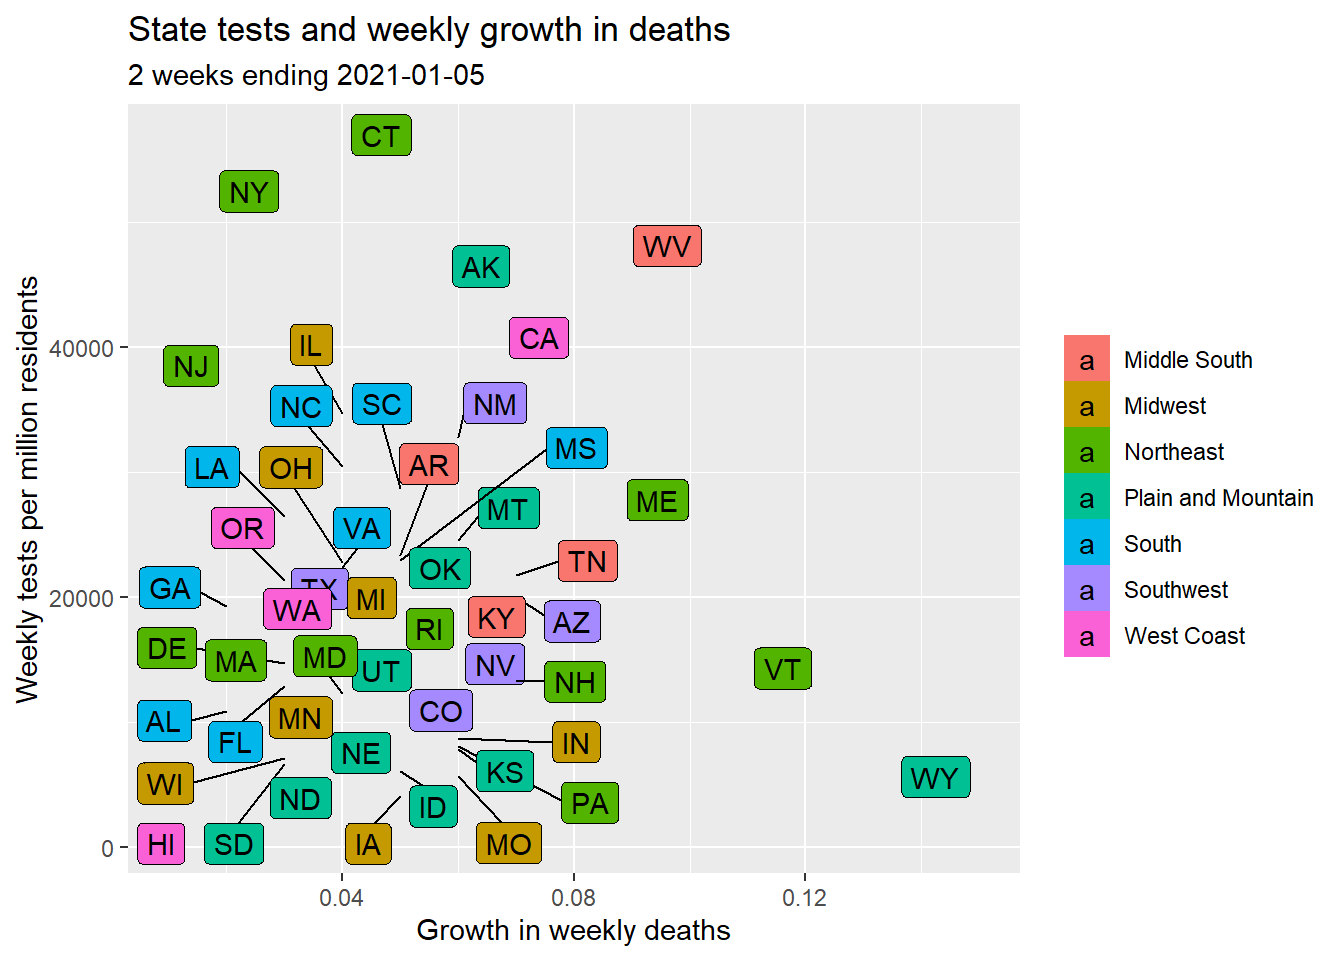 State tests and weekly growth in deaths
2 weeks ending 2021-01-05
Weekly tests per million residents
40000
20000
0
CT
NY
WV
AK
CA
IL
NJ
NM
SC
NC
MS
AR
LA
OH
ME
MT
VA
OR
TN
OK
GA
TX
MI
WA
KY
AZ
RI
DE
MD
MA
NV
UT
VT
NH
CO
MN
AL
FL
IN
NE
KS
WY
WI
ND
ID
PA
HI
SD
IA
MO
0.04
0.08
0.12
Growth in weekly deaths
a Middle South
a Midwest
a Northeast
a Plain and Mountain
a South
a Southwest
a West Coast